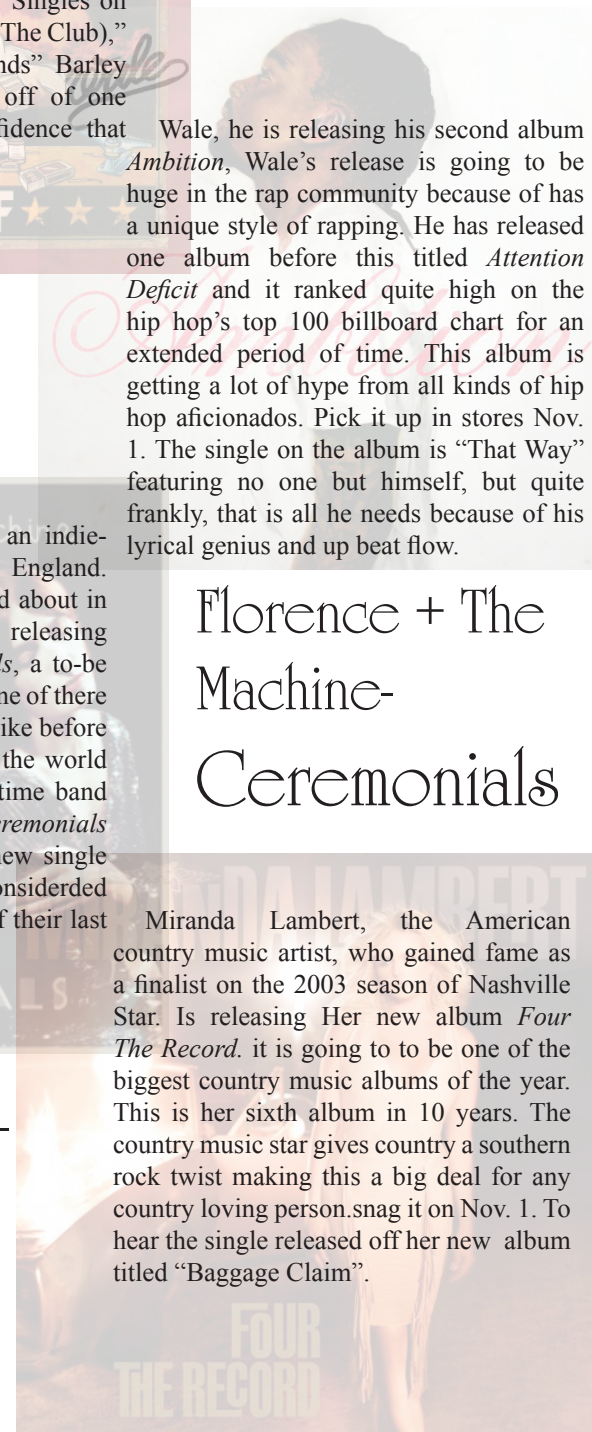 Singles on
The Club),”
nds” Barley
off of one
fidence that
Wale, he is releasing his second album
Ambition, Wale’s release is going to be
huge in the rap community because of has
a unique style of rapping. He has released
one album before this titled Attention
Deficit and it ranked quite high on the
hip hop’s top 100 billboard chart for an
extended period of time. This album is
getting a lot of hype from all kinds of hip
hop aficionados. Pick it up in stores Nov.
1. The single on the album is “That Way”
featuring no one but himself, but quite
frankly, that is all he needs because of his
lyrical genius and up beat flow.
wale
Ambition
an indie-
England.
d about in
releasing
ls, a to-be
ne of there
ike before
the world
time band
eremonials
new single
onsiderded
f their last
chine
ALS
Florence + The
Machine-
Ceremonials
MIRANDA LAMBERT
Miranda Lambert, the American
country music artist, who gained fame as
a finalist on the 2003 season of Nashville
Star. Is releasing Her new album Four
The Record. it is going to to be one of the
biggest country music albums of the year.
This is her sixth album in 10 years. The
country music star gives country a southern
rock twist making this a big deal for any
country loving person.snag it on Nov. 1. To
hear the single released off her new album
titled “Baggage Claim”.
FOUR
THE RECORD